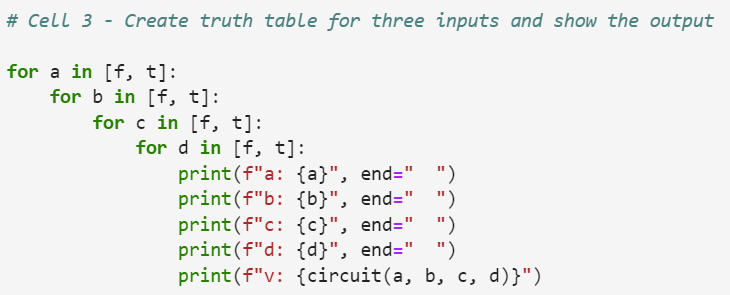 # Cell 3 - Create truth table for three inputs and show the output
for a in [f, t]:
    for b in [f, t]:
        for c in [f, t]:
            for d in [f, t]:
                print(f"a: {a}", end="  ")
                print(f"b: {b}", end="  ")
                print(f"c: {c}", end="  ")
                print(f"d: {d}", end="  ")
                print(f"v: {circuit(a, b, c, d)}")